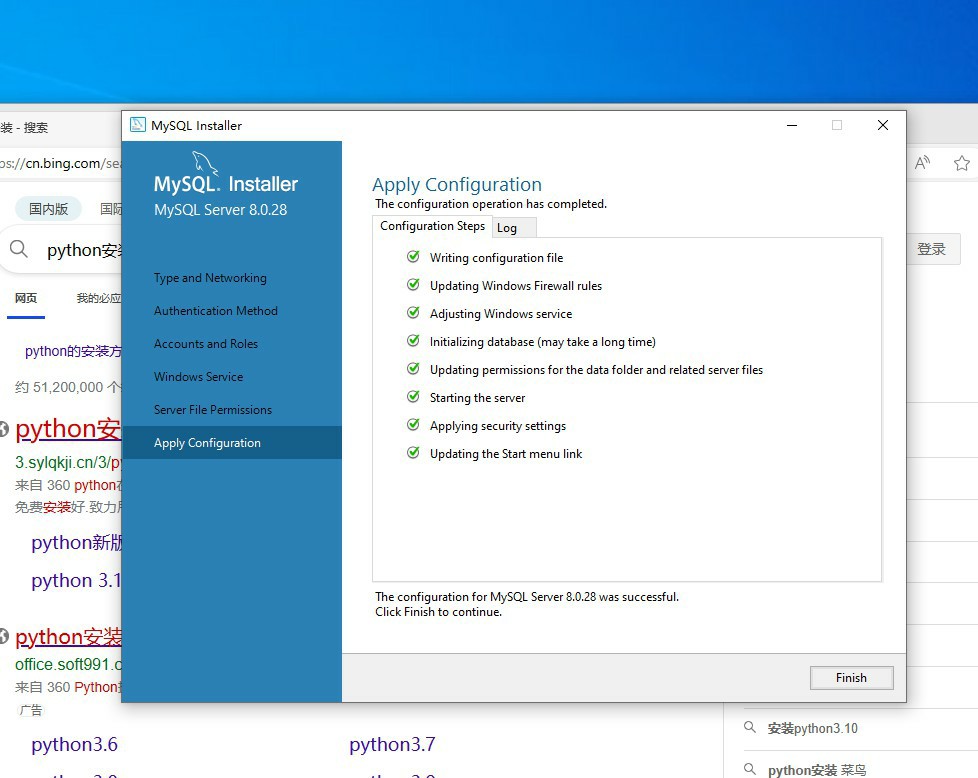 装 - 搜索
MySQL Installer
ps://cn.bing.com/sea
MySQL. Installer
MySQL Server 8.0.28
Apply Configuration
The configuration operation has completed.
Configuration Steps
Log
国内版
国际
python安装
登录
网页
我的必应
Type and Networking
Authentication Method
Accounts and Roles
Windows Service
Server File Permissions
Apply Configuration
Writing configuration file
Updating Windows Firewall rules
Adjusting Windows service
Initializing database (may take a long time)
Updating permissions for the data folder and related server files
Starting the server
Applying security settings
Updating the Start menu link
python的安装方
约 51,200,000 个
python安
3.sylqkji.cn/3/py
来自 360 python在
免费安装好.致力
python新版
python 3.1
python安装
office.soft991.c
来自 360 Python
广告
The configuration for MySQL Server 8.0.28 was successful.
Click Finish to continue.
Finish
python3.6
python3.7
安装python3.10
python安装 菜鸟